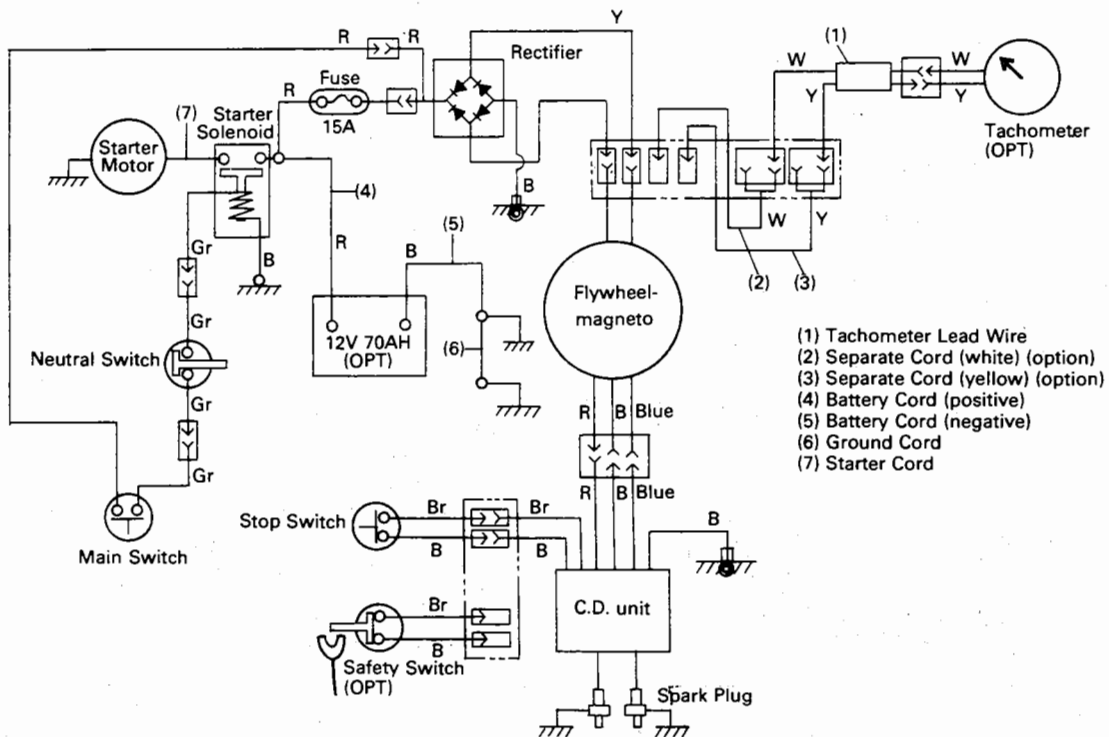 Y
(1)
R
R
Rectifier
W
W
Fuse
R
(7)
Starter
Solenoid
15A
Y
Y
Tachometer
(OPT)
Starter
Motor
B
(4)
W
Y
Gr
B
R
B
(5)
(2)
(3)
Flywheel-
magneto
Gr
12V 70AH
(OPT)
(6)
Neutral Switch
(1) Tachometer Lead Wire
(2) Separate Cord (white) (option)
(3) Separate Cord (yellow) (option)
(4) Battery Cord (positive)
(5) Battery Cord (negative)
(6) Ground Cord
(7) Starter Cord
Gr
R
B
Blue
Gr
R
B
Blue
Main Switch
Stop Switch
Br
Br
B
B
B
C.D. unit
Br
B
Safety Switch
(OPT)
Spark Plug